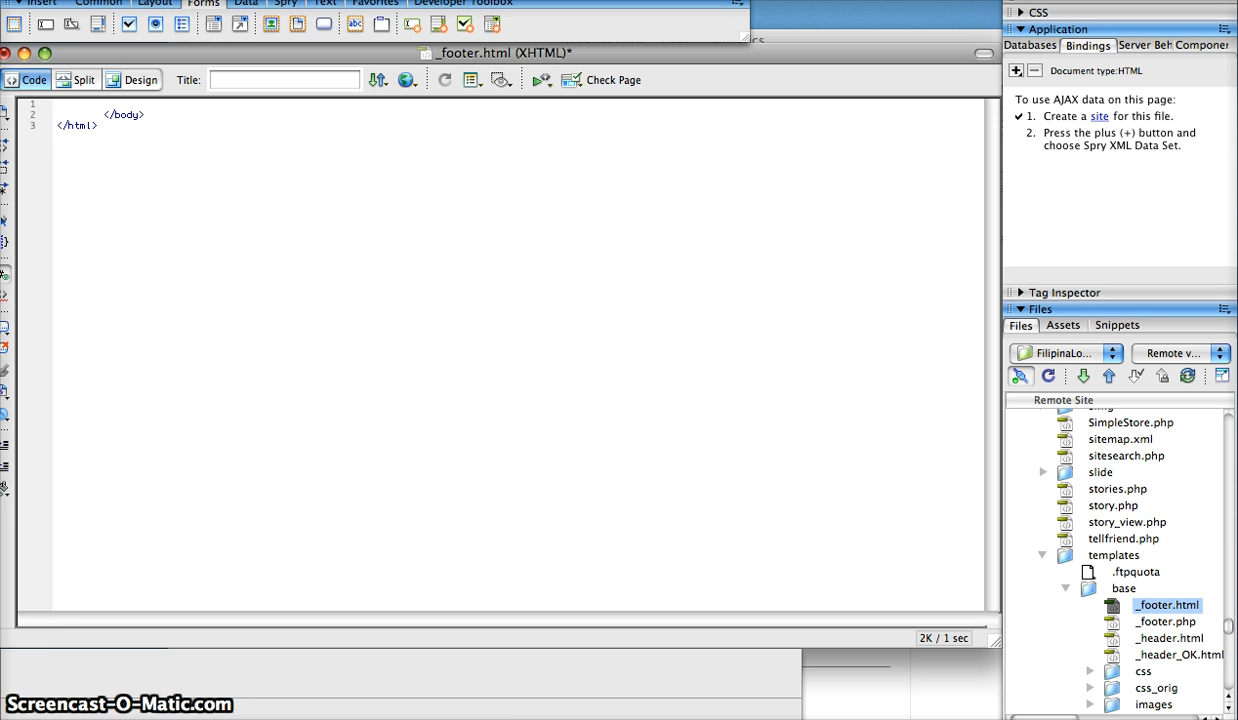 Insert Common Layout Forms Data Spry Text Favorites Developer Toolbox
_footer.html (XHTML)*
Code Split Design Title: Check Page
1
2 </body>
3 </html>
2K / 1 sec
CSS
Application
Databases Bindings Server Beh Componer
Document type:HTML
To use AJAX data on this page:
1. Create a site for this file.
2. Press the plus (+) button and
choose Spry XML Data Set.
Tag Inspector
Files
Files Assets Snippets
FilipinaLo... Remote v...
Remote Site
SimpleStore.php
sitemap.xml
sitesearch.php
slide
stories.php
story.php
story_view.php
tellfriend.php
templates
.ftpquota
base
_footer.html
_footer.php
_header.html
_header_OK.html
css
css_orig
images
Screencast-O-Matic.com